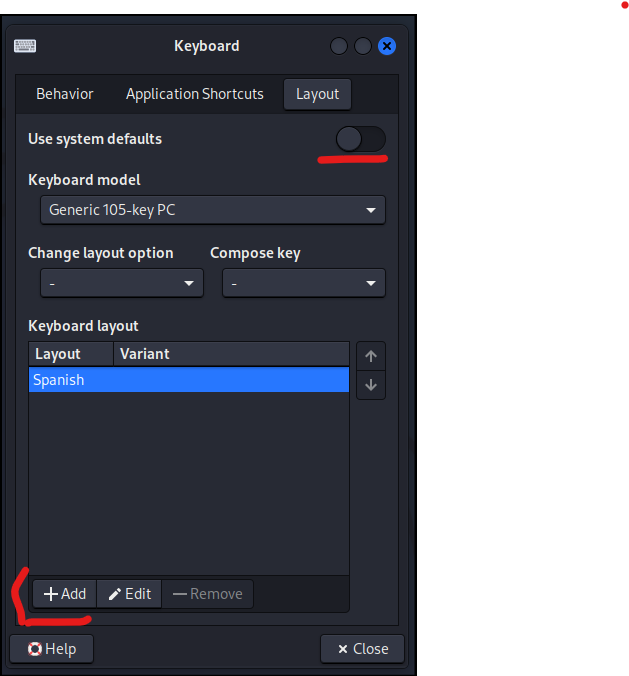 Keyboard
Behavior Application Shortcuts Layout
Use system defaults
Keyboard model
Generic 105-key PC
Change layout option Compose key
- -
Keyboard layout
Layout Variant
Spanish
Add Edit Remove
Help Close